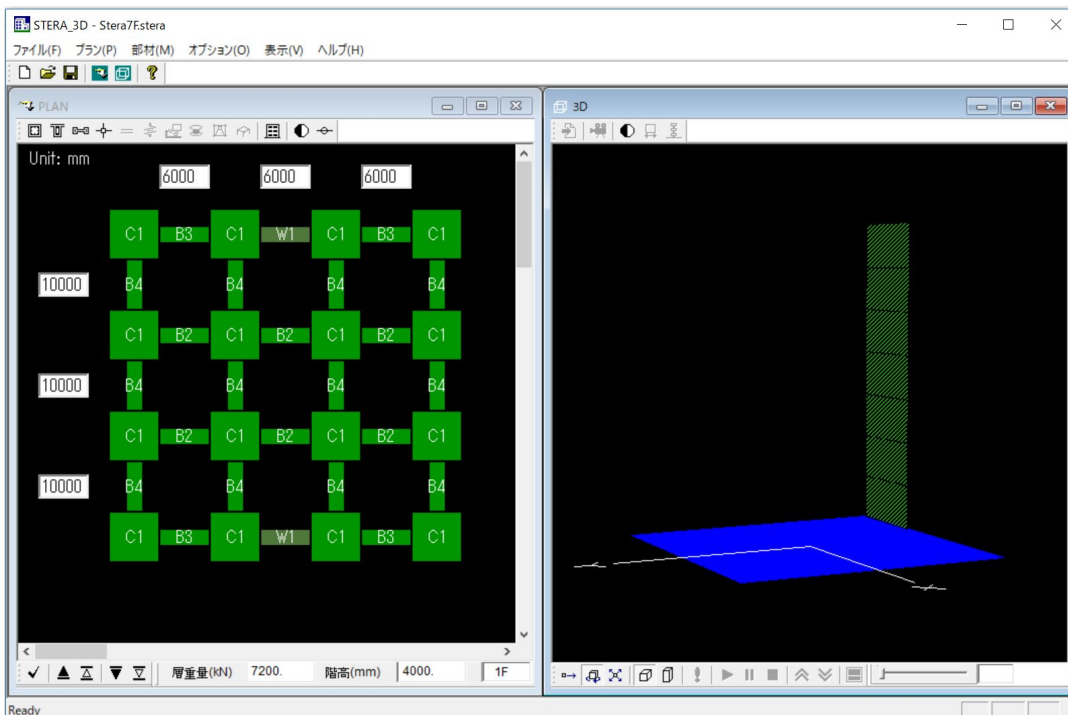 STERA_3D - Stera7F.stera
ファイル(F) プラン(P) 部材(M) オプション(O) 表示(V) ヘルプ(H)
PLAN
Unit: mm
6000 6000 6000
C1 B3 C1 W1 C1 B3 C1
10000 B4 B4 B4 B4
C1 B2 C1 B2 C1 B2 C1
10000 B4 B4 B4 B4
C1 B2 C1 B2 C1 B2 C1
10000 B4 B4 B4 B4
C1 B3 C1 W1 C1 B3 C1
層重量(kN) 7200. 階高(mm) 4000. 1F
3D
Ready